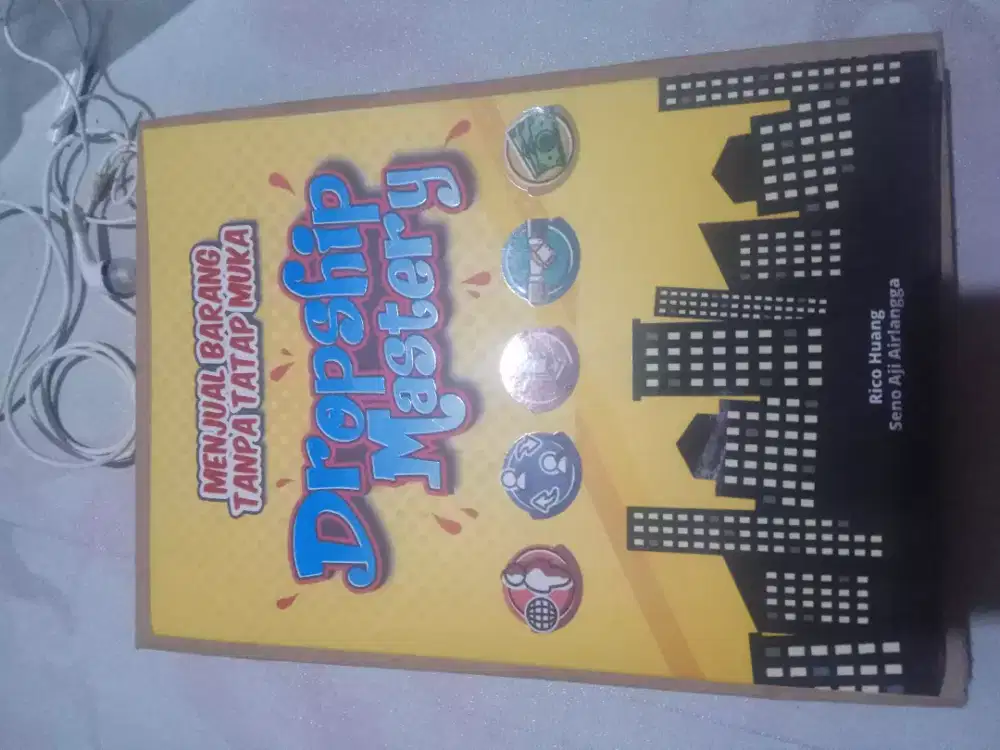 MENJUAL BARANG
TANPA TATAP MUKA
Dropship
Mastery
Rico Huang
Seno Aji Airlangga